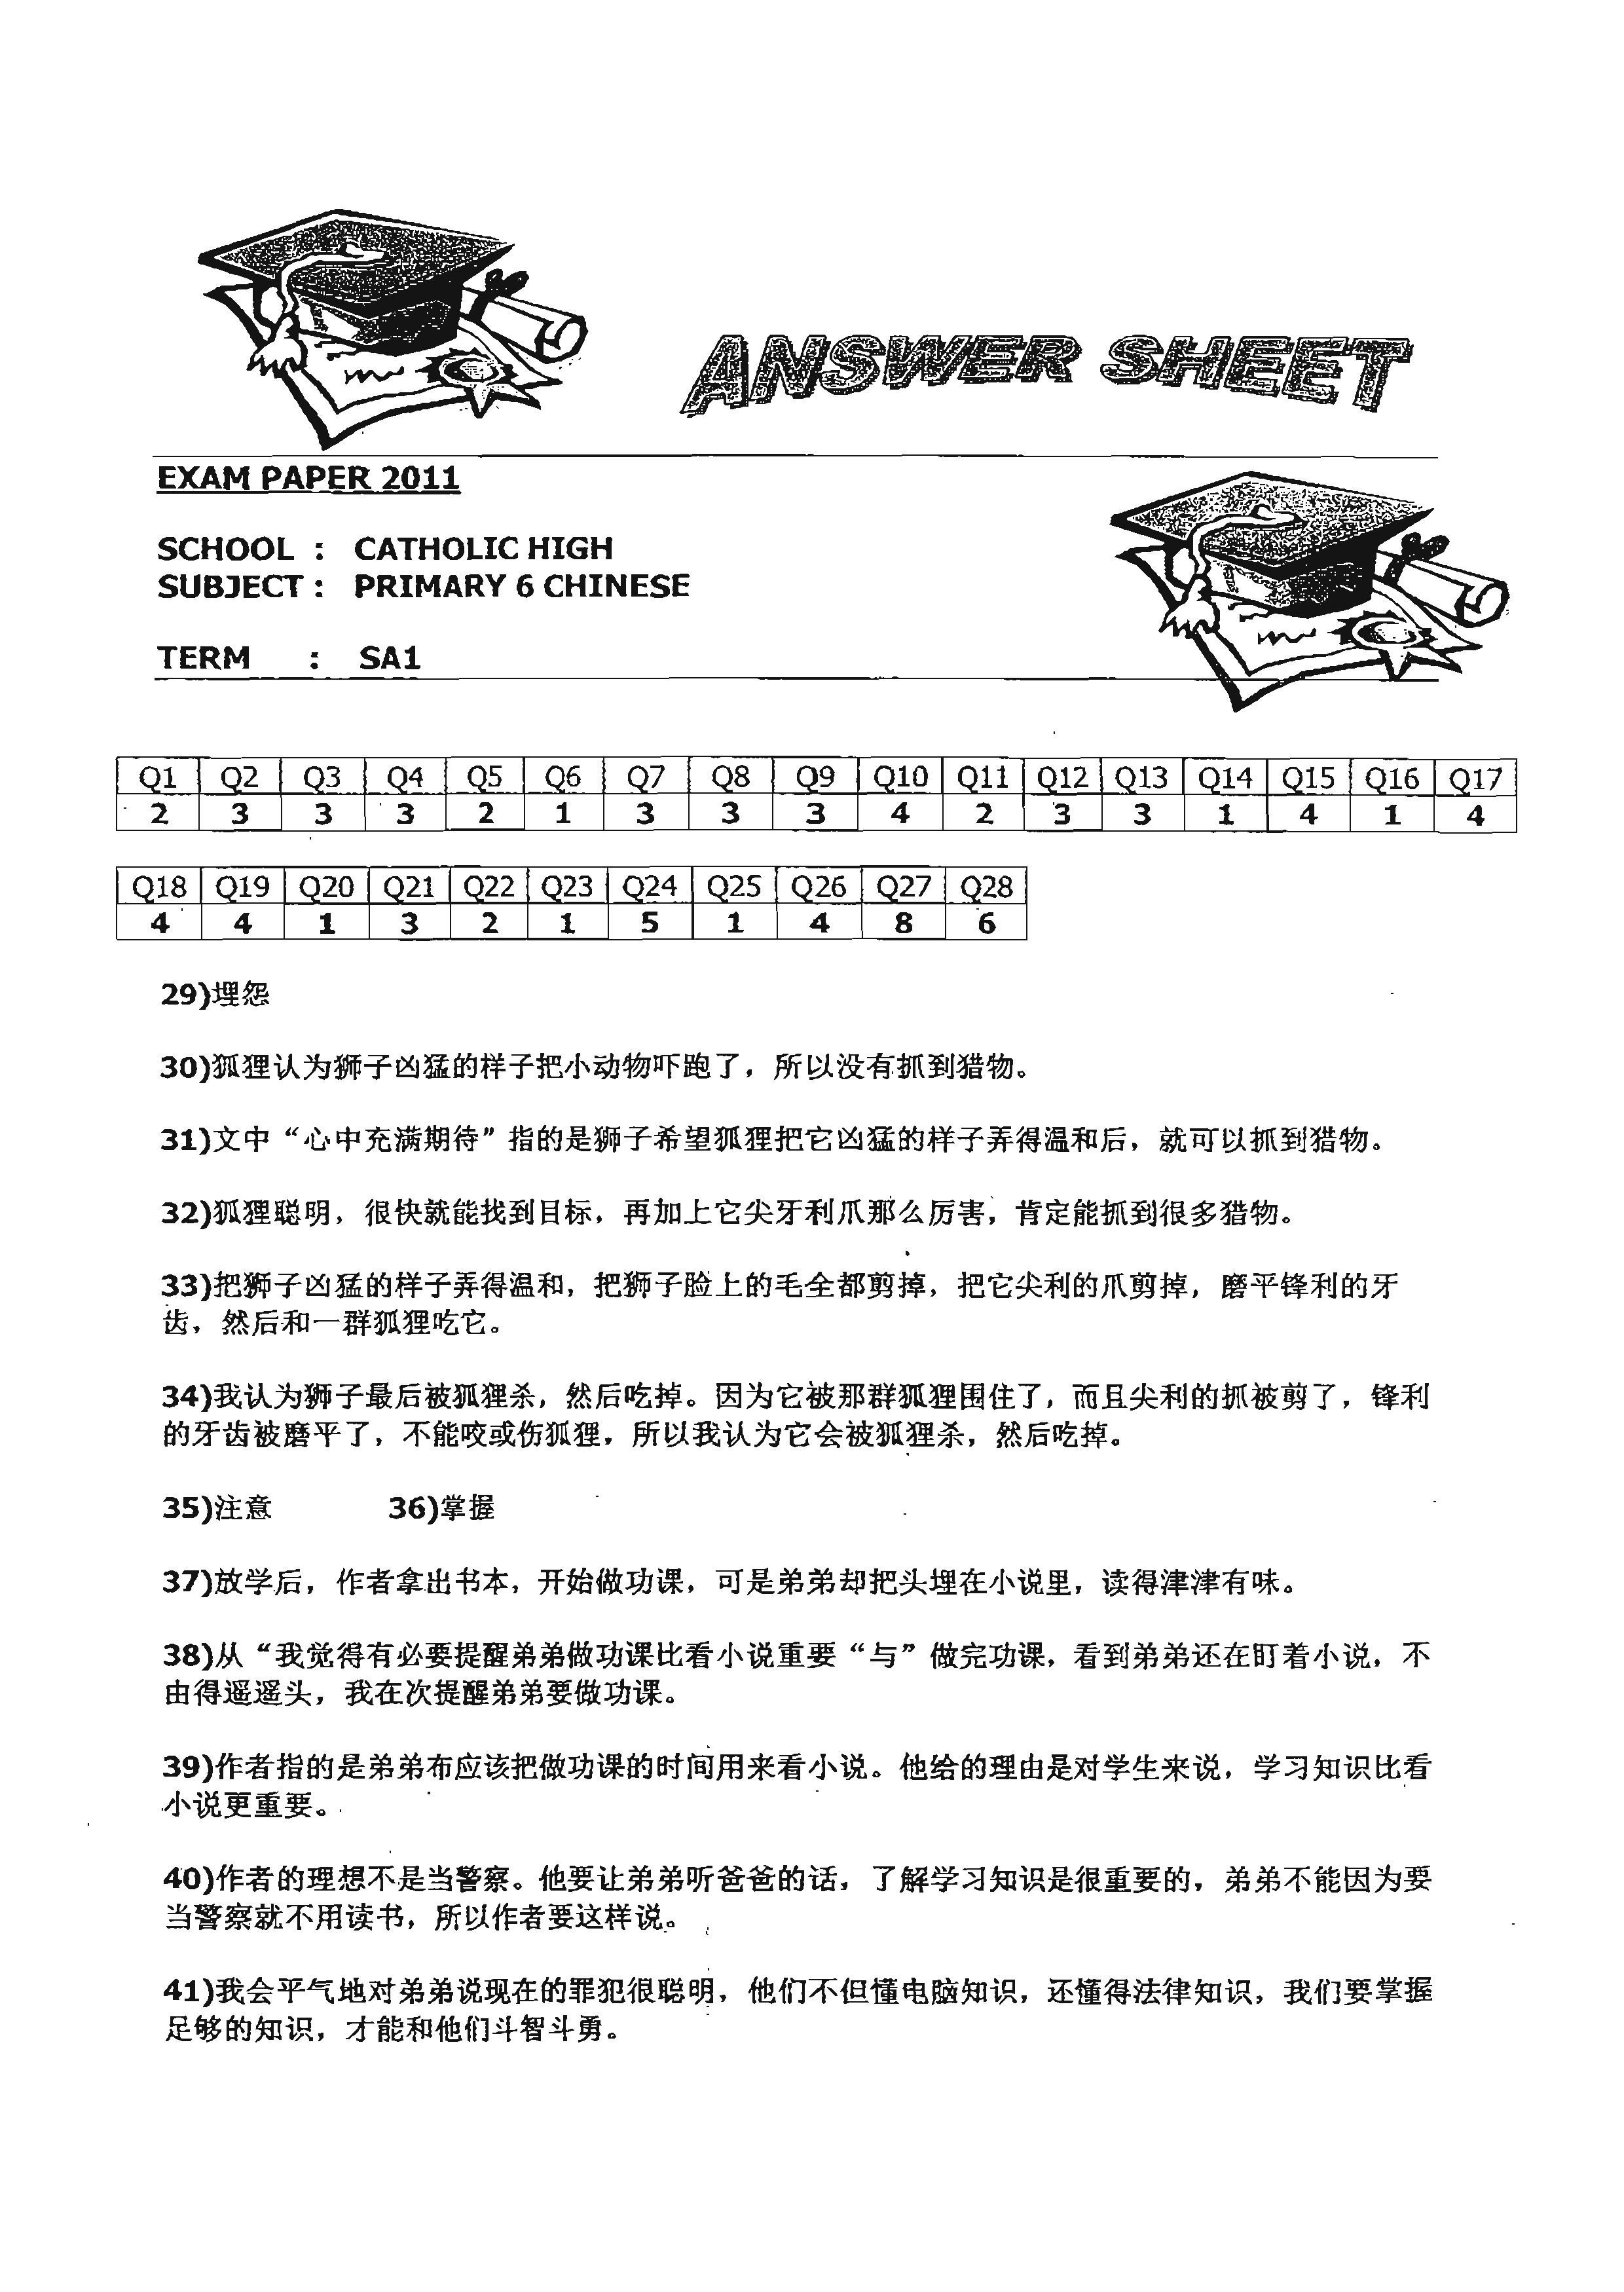 ANSWER SHEET
EXAM PAPER 2011
SCHOOL : CATHOLIC HIGH
SUBJECT : PRIMARY 6 CHINESE
TERM : SA1
Q1 Q2 Q3 Q4 Q5 Q6 Q7 Q8 Q9 Q10 Q11 Q12 Q13 Q14 Q15 Q16 Q17
2 3 3 3 2 1 3 3 3 4 2 3 3 1 4 1 4
Q18 Q19 Q20 Q21 Q22 Q23 Q24 Q25 Q26 Q27 Q28
4 4 1 3 2 1 5 1 4 8 6
29)埋怨
30)狐狸认为狮子凶猛的样子把小动物吓跑了，所以没有抓到猎物。
31)文中“心中充满期待”指的是狮子希望狐狸把它凶猛的样子弄得温和后，就可以抓到猎物。
32)狐狸聪明，很快就能找到目标，再加上它尖牙利爪那么厉害，肯定能抓到很多猎物。
33)把狮子凶猛的样子弄得温和，把狮子脸上的毛全都剪掉，把它尖利的爪剪掉，磨平锋利的牙
齿，然后和一群狐狸吃它。
34)我认为狮子最后被狐狸杀，然后吃掉。因为它被那群狐狸围住了，而且尖利的抓被剪了，锋利
的牙齿被磨平了，不能咬或伤狐狸，所以我认为它会被狐狸杀，然后吃掉。
35)注意 36)掌握
37)放学后，作者拿出书本，开始做功课，可是弟弟却把头埋在小说里，读得津津有味。
38)从“我觉得有必要提醒弟弟做功课比看小说重要“与”做完功课，看到弟弟还在盯着小说，不
由得遥遥头，我在次提醒弟弟要做功课。
39)作者指的是弟弟布应该把做功课的时间用来看小说。他给的理由是对学生来说，学习知识比看
小说更重要。
40)作者的理想不是当警察。他要让弟弟听爸爸的话，了解学习知识是很重要的，弟弟不能因为要
当警察就不用读书，所以作者要这样说。
41)我会平气地对弟弟说现在的罪犯很聪明，他们不但懂电脑知识，还懂得法律知识，我们要掌握
足够的知识，才能和他们斗智斗勇。